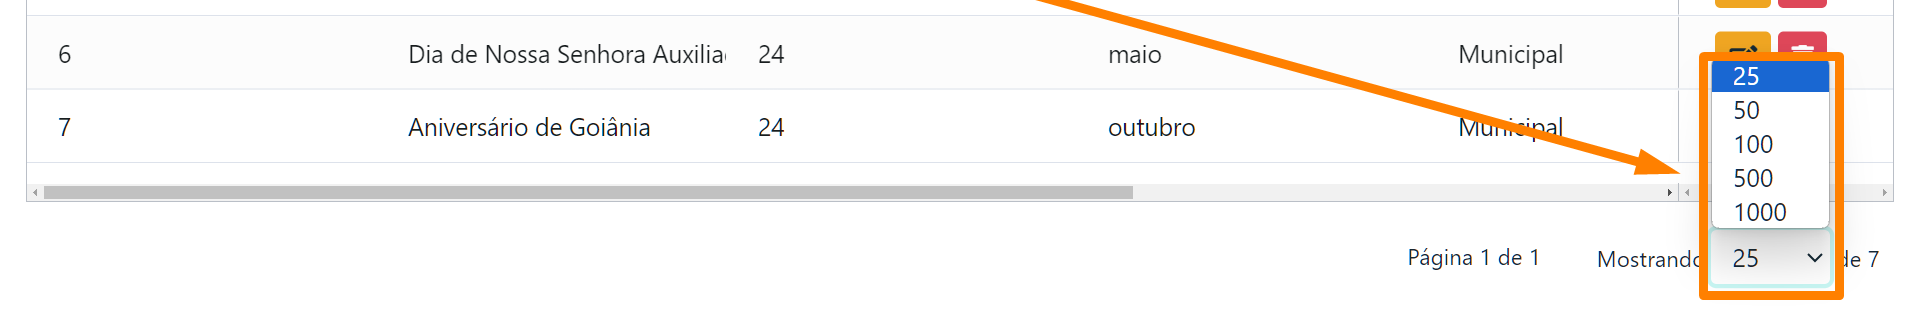 6 Dia de Nossa Senhora 24 maio Municipal
25
50
7 Aniversário de Goiânia 24 outubro Municipal
100
500
1000
Página 1 de 1 Mostrando 25 de 7